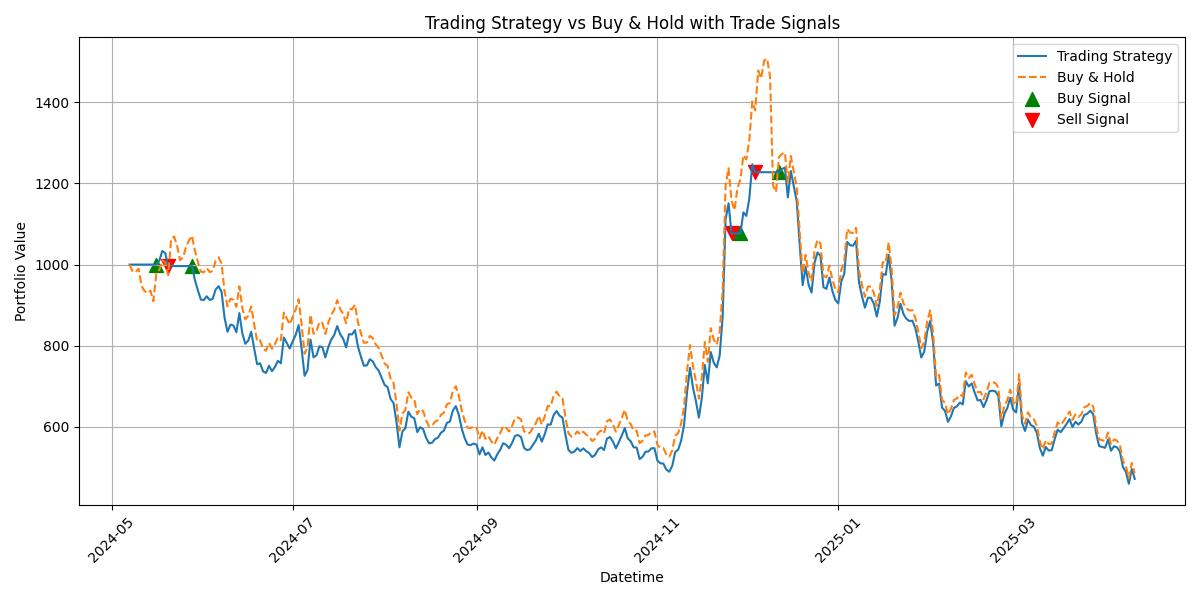 Trading Strategy vs Buy & Hold with Trade Signals
Trading Strategy
Buy & Hold
Buy Signal
Sell Signal
Portfolio Value
1400
1200
1000
800
600
2024-05
2024-07
2024-09
2024-11
2025-01
2025-03
Datetime